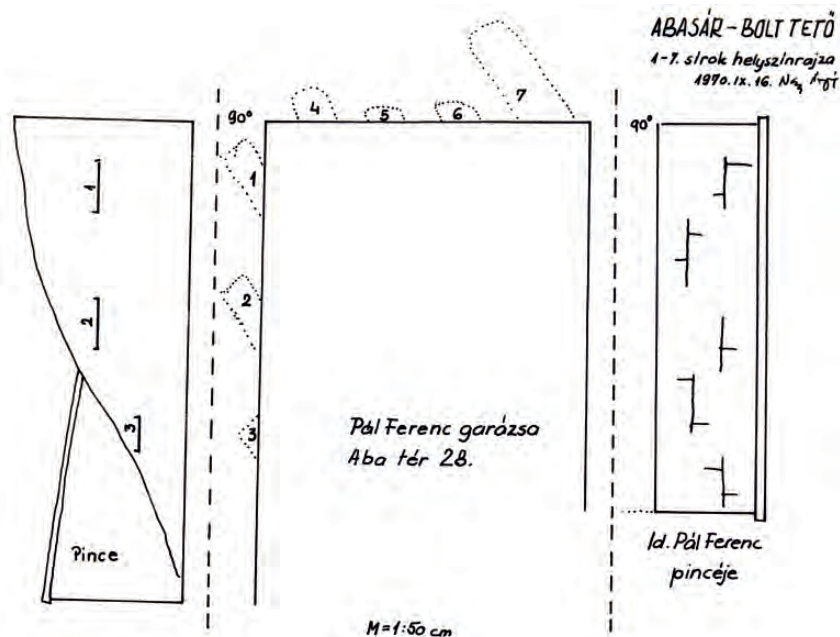 ABASÁR-BOLT TETŐ
1-7. sírok helyszínrajza
1970. IX. 16.
90°
4
5
6
7
90°
1
1
2
2
3
3
Pál Ferenc garázsa
Aba tér 28.
Pince
Id. Pál Ferenc
pincéje
M=1:50 cm